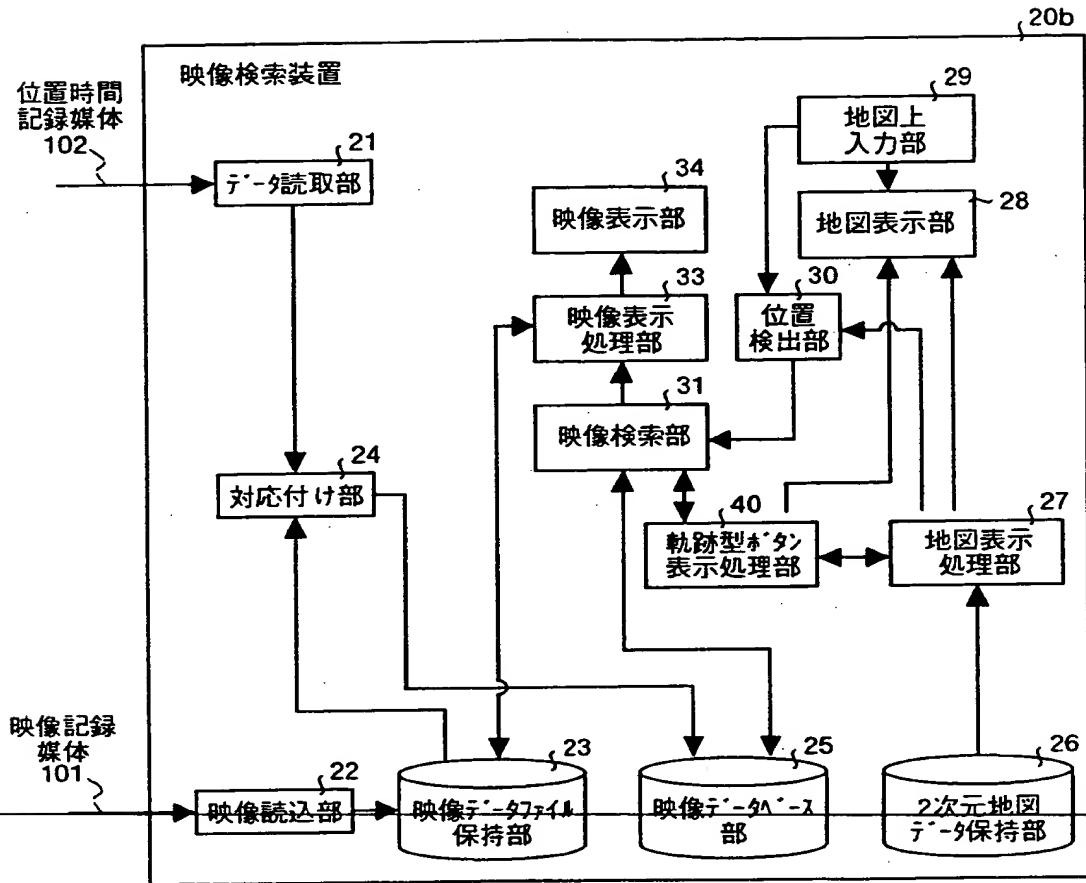 20b
映像検索装置
位置時間
記録媒体
102
21
データ読取部
29
地図上
入力部
34
映像表示部
28
地図表示部
33
映像表示
処理部
30
位置
検出部
31
映像検索部
24
対応付け部
40
軌跡型ボタン
表示処理部
27
地図表示
処理部
映像記録
媒体
101
22
映像読込部
23
映像データファイル
保持部
25
映像データベース
部
26
2次元地図
データ保持部